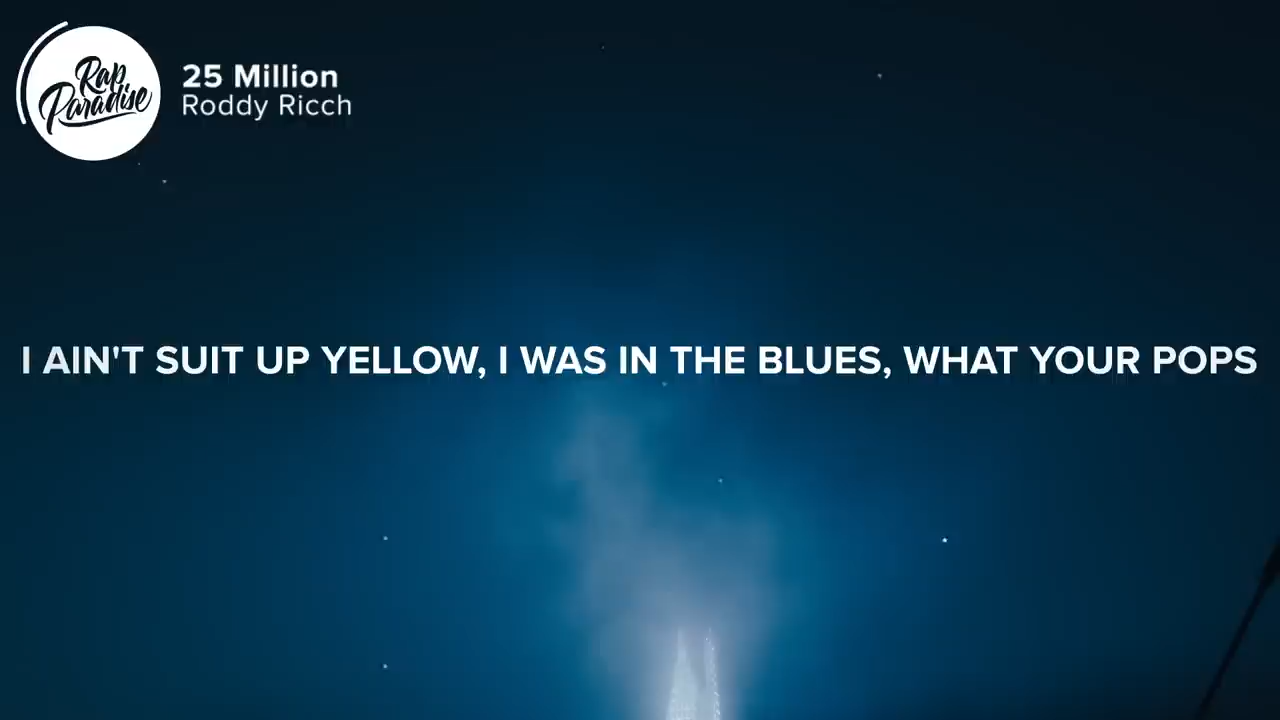 Rap
Paradise
25 Million
Roddy Ricch
I AIN'T SUIT UP YELLOW, I WAS IN THE BLUES, WHAT YOUR POPS